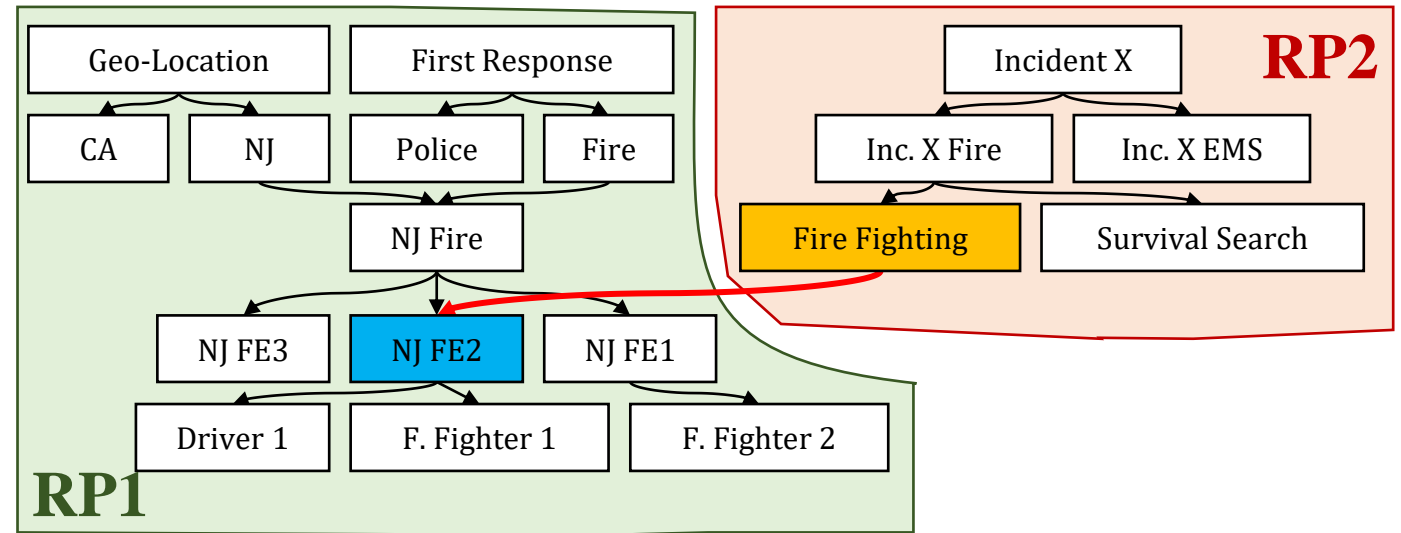 Geo-Location
First Response
Incident X
RP2
CA
NJ
Police
Fire
Inc. X Fire
Inc. X EMS
NJ Fire
Fire Fighting
Survival Search
NJ FE3
NJ FE2
NJ FE1
Driver 1
F. Fighter 1
F. Fighter 2
RP1